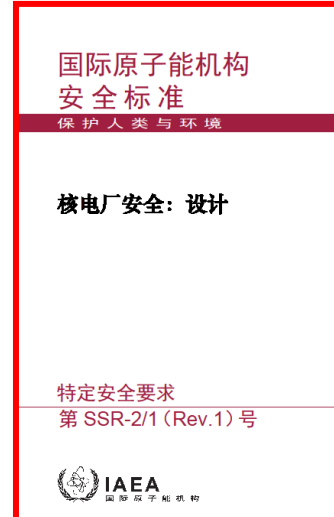 国际原子能机构
安全标准
保护人类与环境
核电厂安全：设计
特定安全要求
第 SSR-2/1（Rev.1）号
IAEA
国际原子能机构